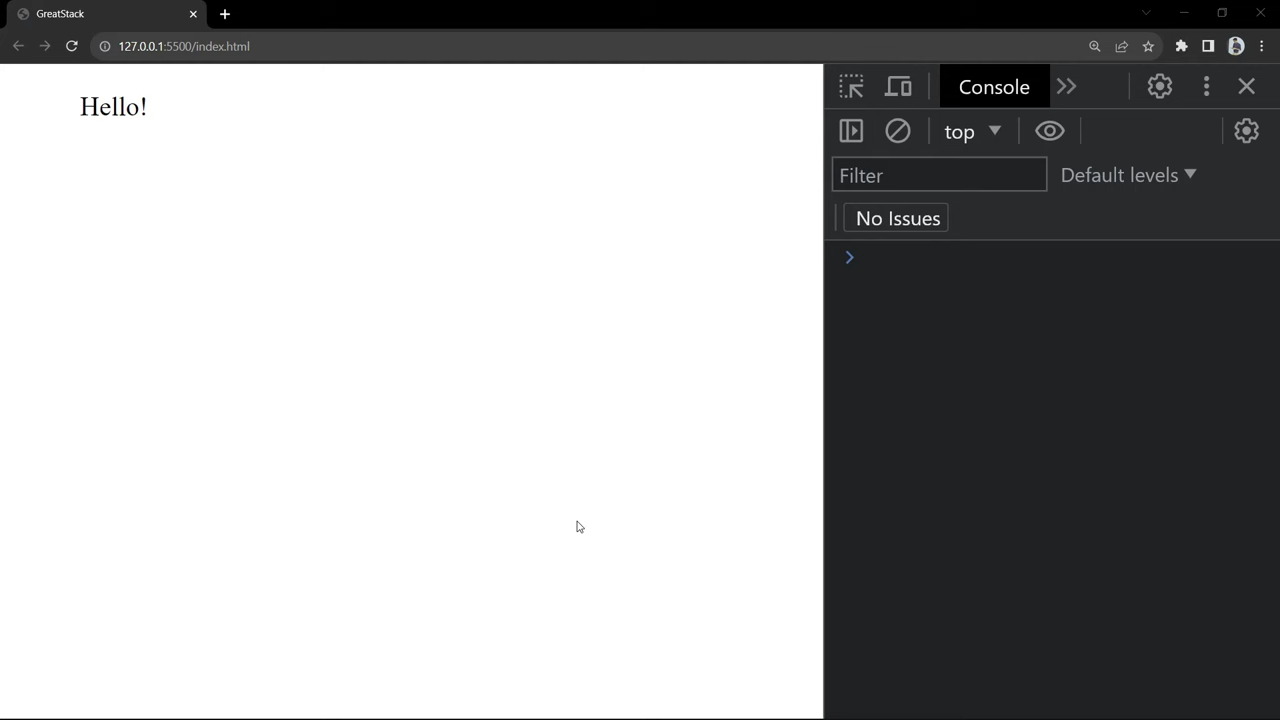 GreatStack
127.0.0.1:5500/index.html
Hello!
Console
top
Filter
Default levels
No Issues